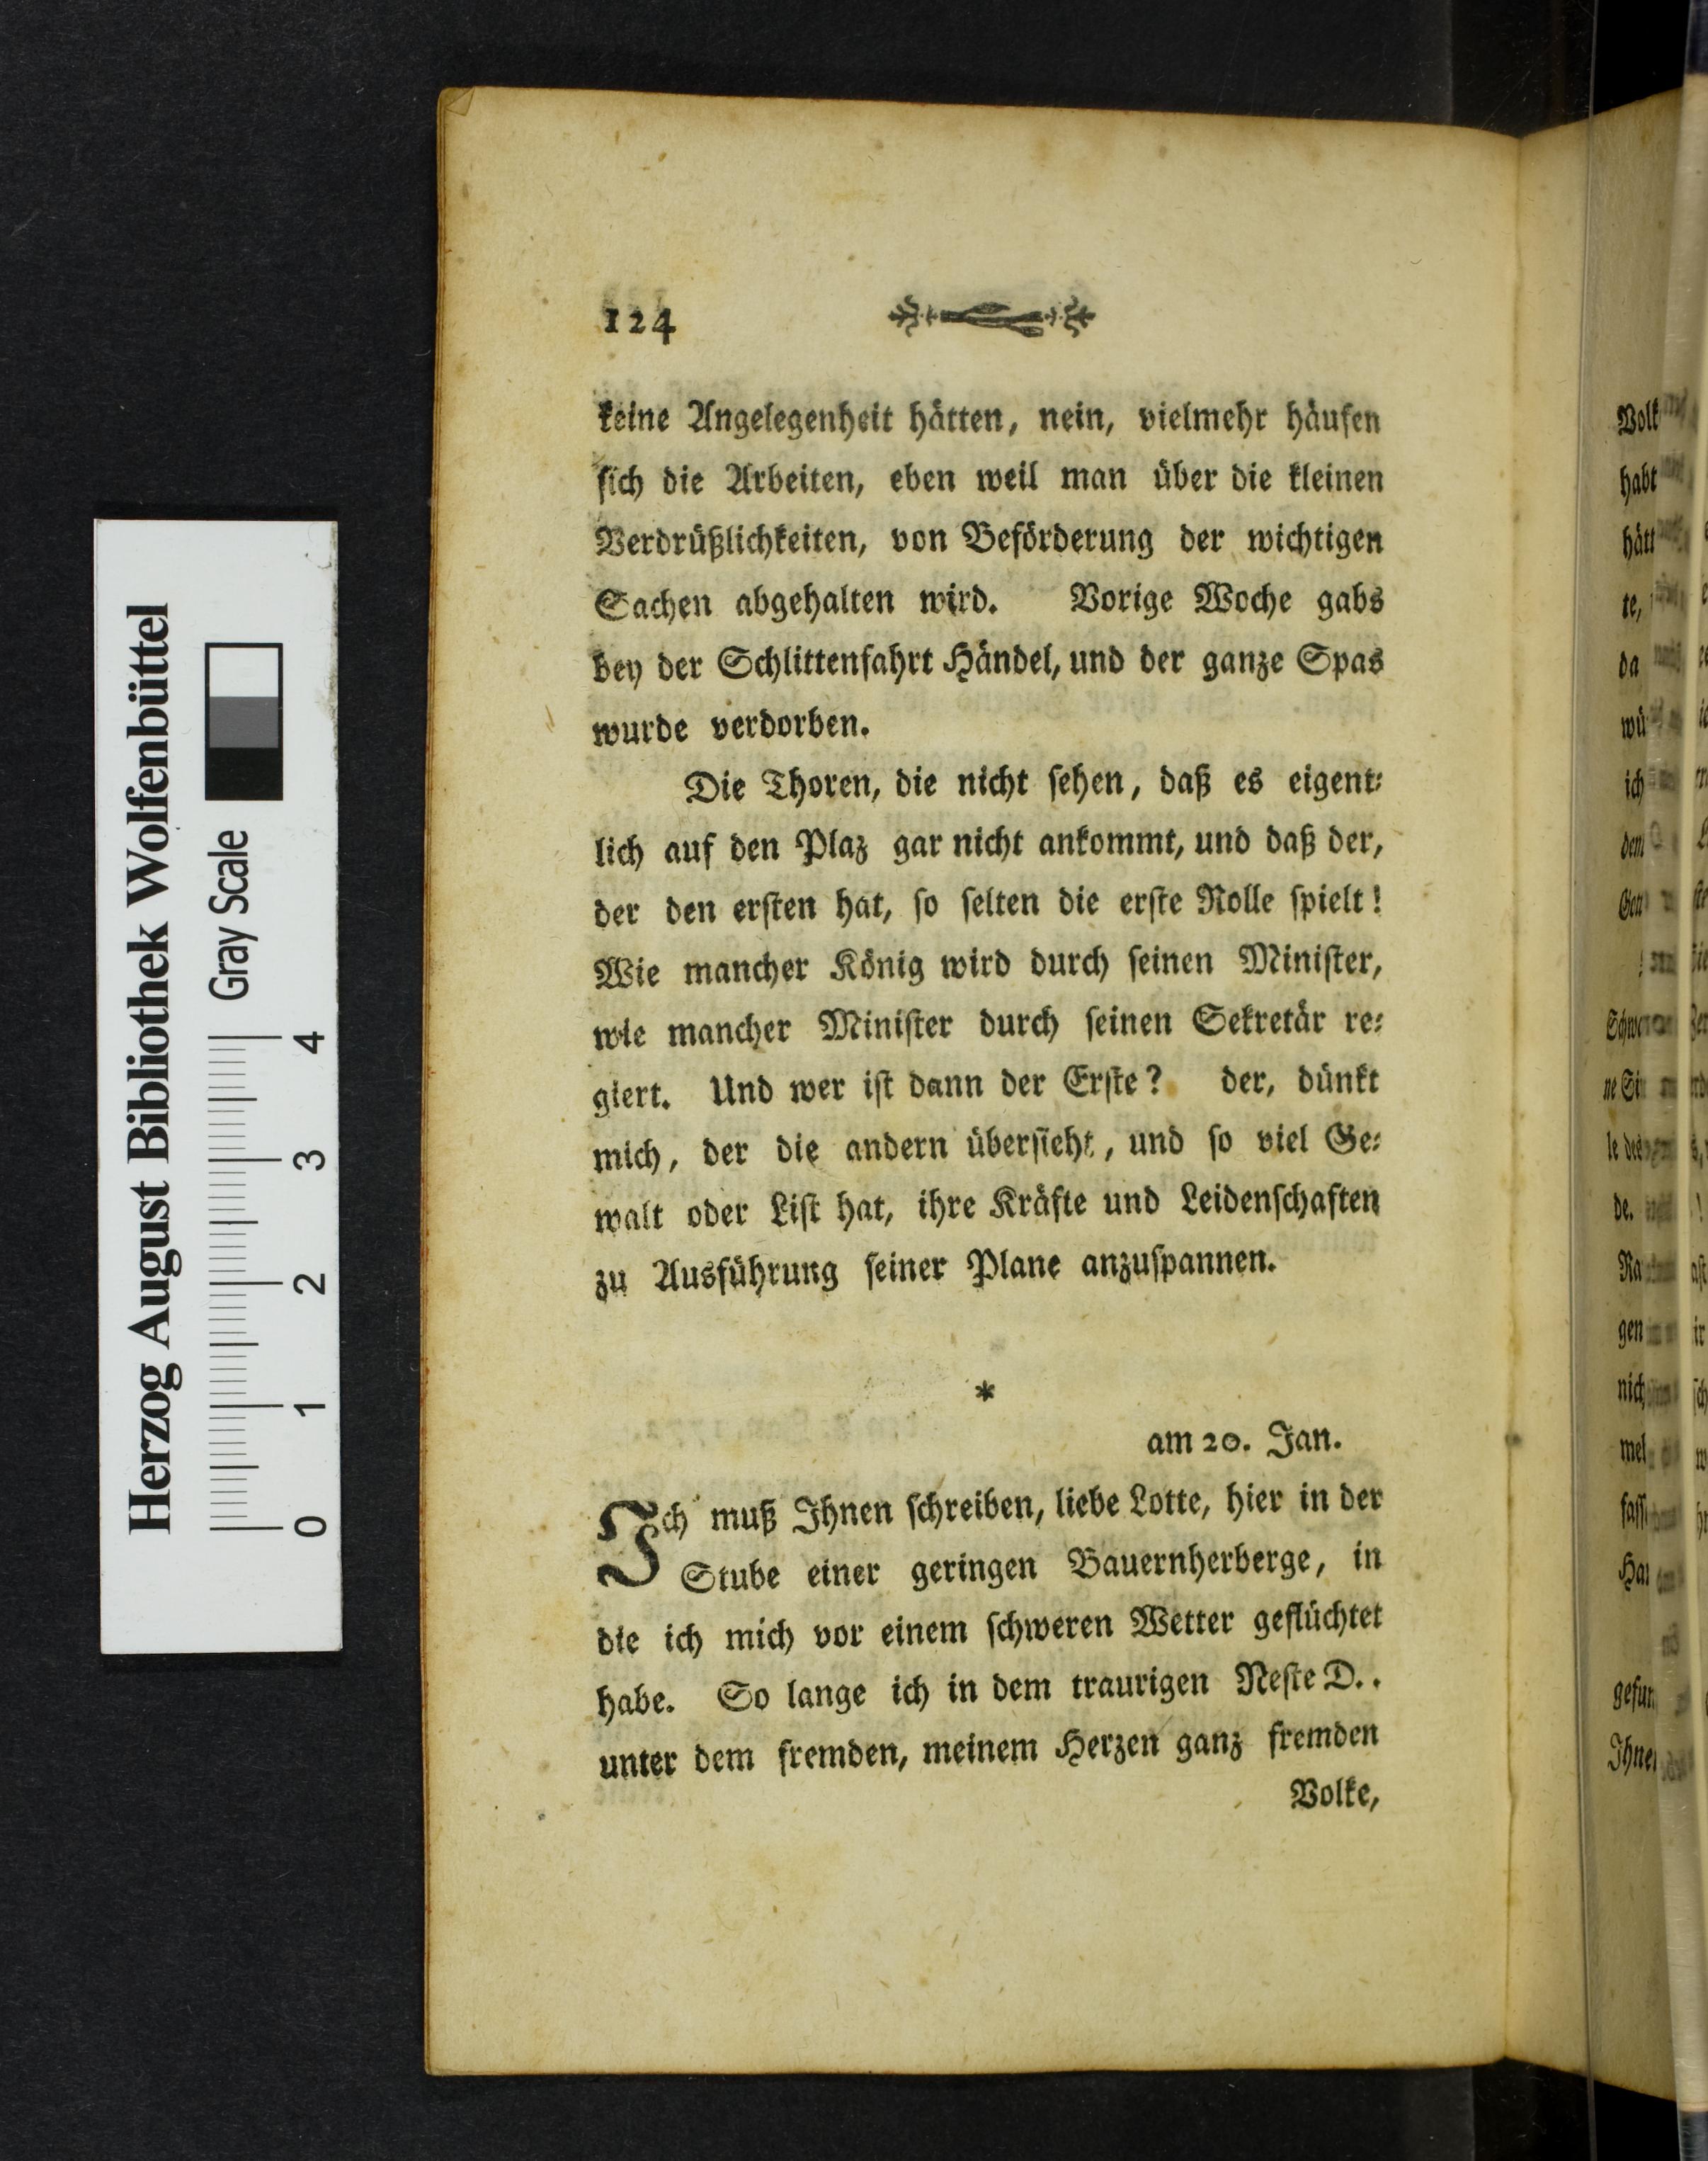 124
keine Angelegenheit hätten, nein, vielmehr häufen
ſich die Arbeiten, eben weil man über die kleinen
Verdrüßlichkeiten, von Beförderung der wichtigen
Sachen abgehalten wird. Vorige Woche gabs
bey der Schlittenfahrt Händel, und der ganze Spas
wurde verdorben.
Die Thoren, die nicht ſehen, daß es eigent⸗
lich auf den Plaz gar nicht ankommt, und daß der,
der den erſten hat, ſo ſelten die erſte Rolle ſpielt!
Wie mancher König wird durch ſeinen Miniſter,
wie mancher Miniſter durch ſeinen Sekretär re⸗
giert. Und wer iſt dann der Erſte? der, dünkt
mich, der die andern überſieht, und ſo viel Ge⸗
walt oder Liſt hat, ihre Kräfte und Leidenſchaften
zu Ausführung ſeiner Plane anzuſpannen.
*
am 20. Jan.
Ich muß Ihnen ſchreiben, liebe Lotte, hier in der
Stube einer geringen Bauernherberge, in
die ich mich vor einem ſchweren Wetter geflüchtet
habe. So lange ich in dem traurigen Neſte D..
unter dem fremden, meinem Herzen ganz fremden
Volke,
Herzog August Bibliothek Wolfenbüttel
Gray Scale
0 1 2 3 4